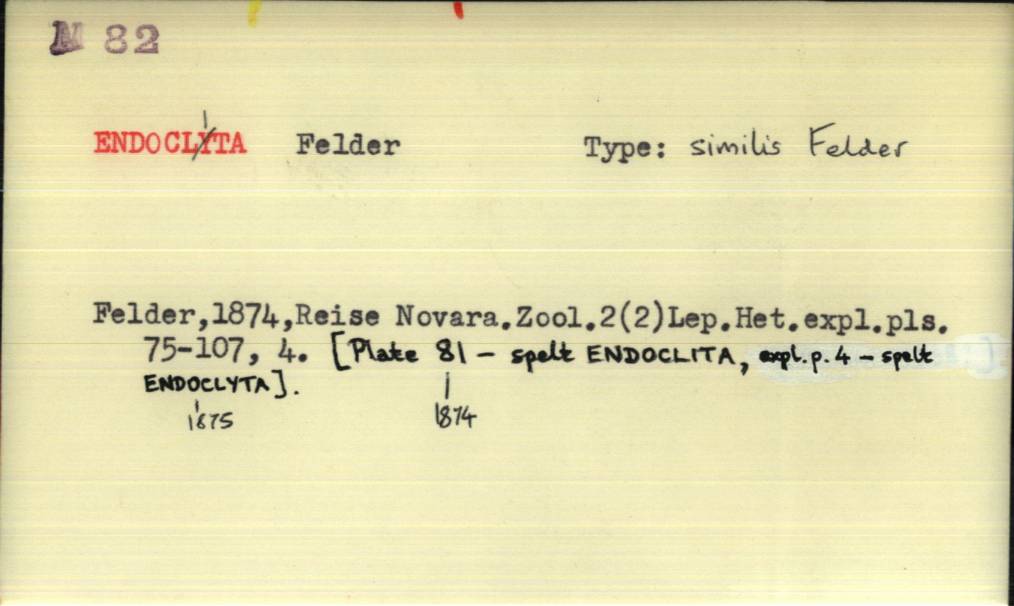 M 82
ENDOCLYTA Felder Type: similis Felder
i
Felder,1874,Reise Novara.Zool.2(2)Lep.Het.expl.pls.
75-107, 4. [Plate 81 - spelt ENDOCLITA, expl. p. 4 - spelt
ENDOCLYTA].
1875 1874